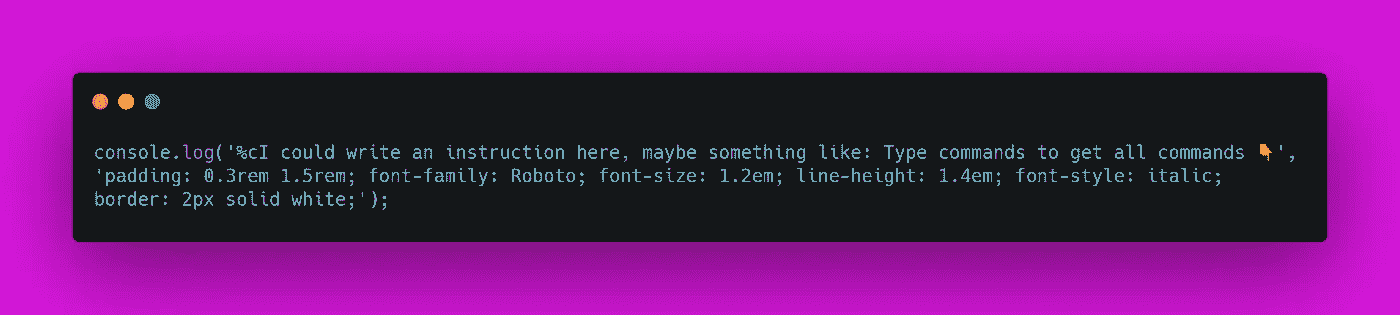 console.log('%cI could write an instruction here, maybe something like: Type commands to get all commands 👇',
'padding: 0.3rem 1.5rem; font-family: Roboto; font-size: 1.2em; line-height: 1.4em; font-style: italic;
border: 2px solid white;');